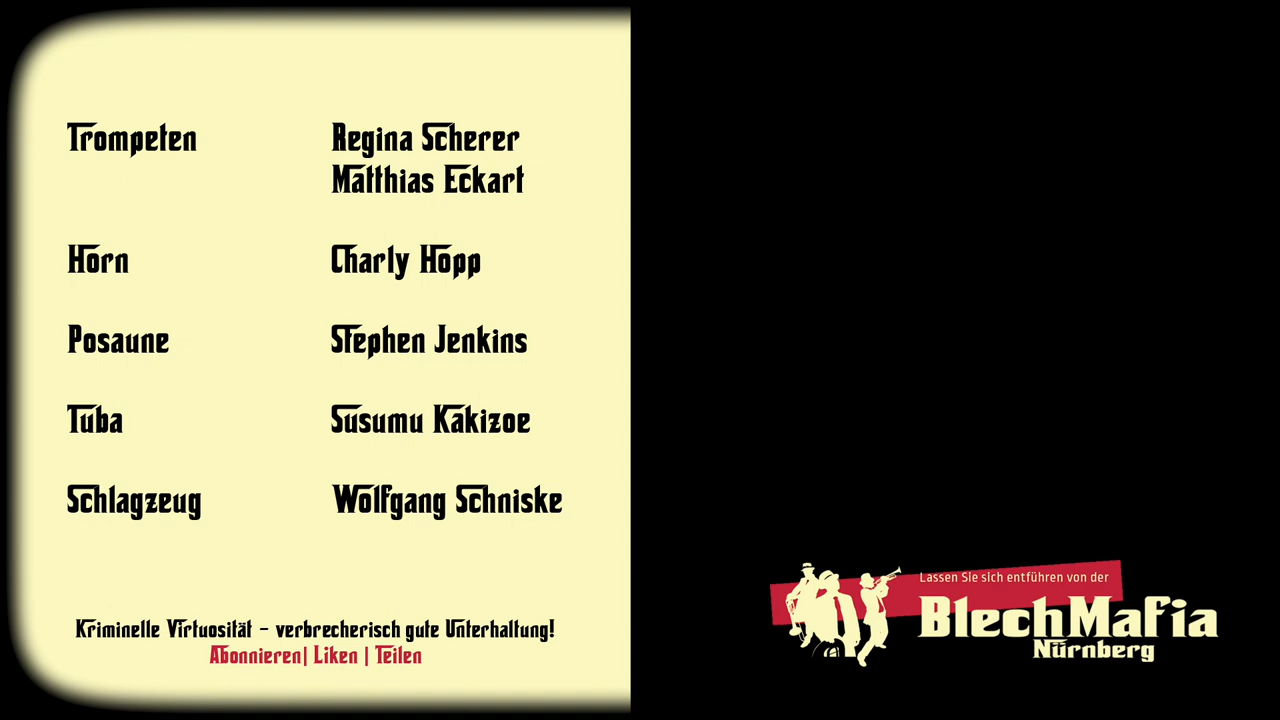 Trompeten Regina Scherer
Matthias Eckart
Horn Charly Hopp
Posaune Stephen Jenkins
Tuba Susumu Kakizoe
Schlagzeug Wolfgang Schniske
Kriminelle Virtuosität - verbrecherisch gute Unterhaltung!
Abonnieren| Liken | Teilen
Lassen Sie sich entführen von der
BlechMafia
Nürnberg